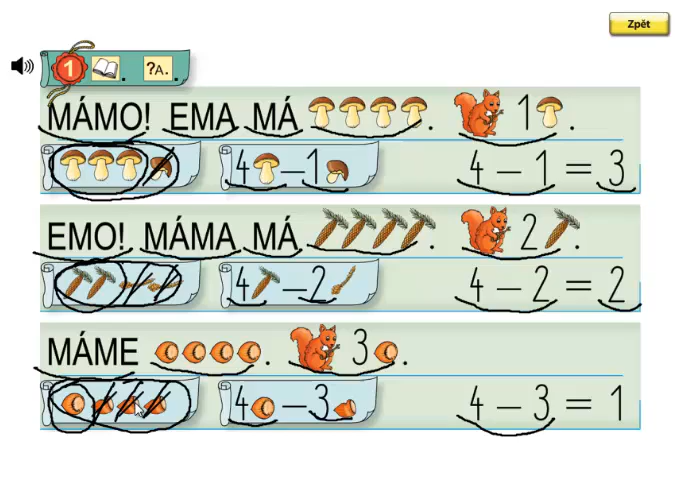 Zpět
1 ?A.
MÁMO! EMA MÁ . 1 .
4 – 1 4 – 1 = 3
EMO! MÁMA MÁ . 2 .
4 – 2 4 – 2 = 2
MÁME . 3 .
4 – 3 4 – 3 = 1